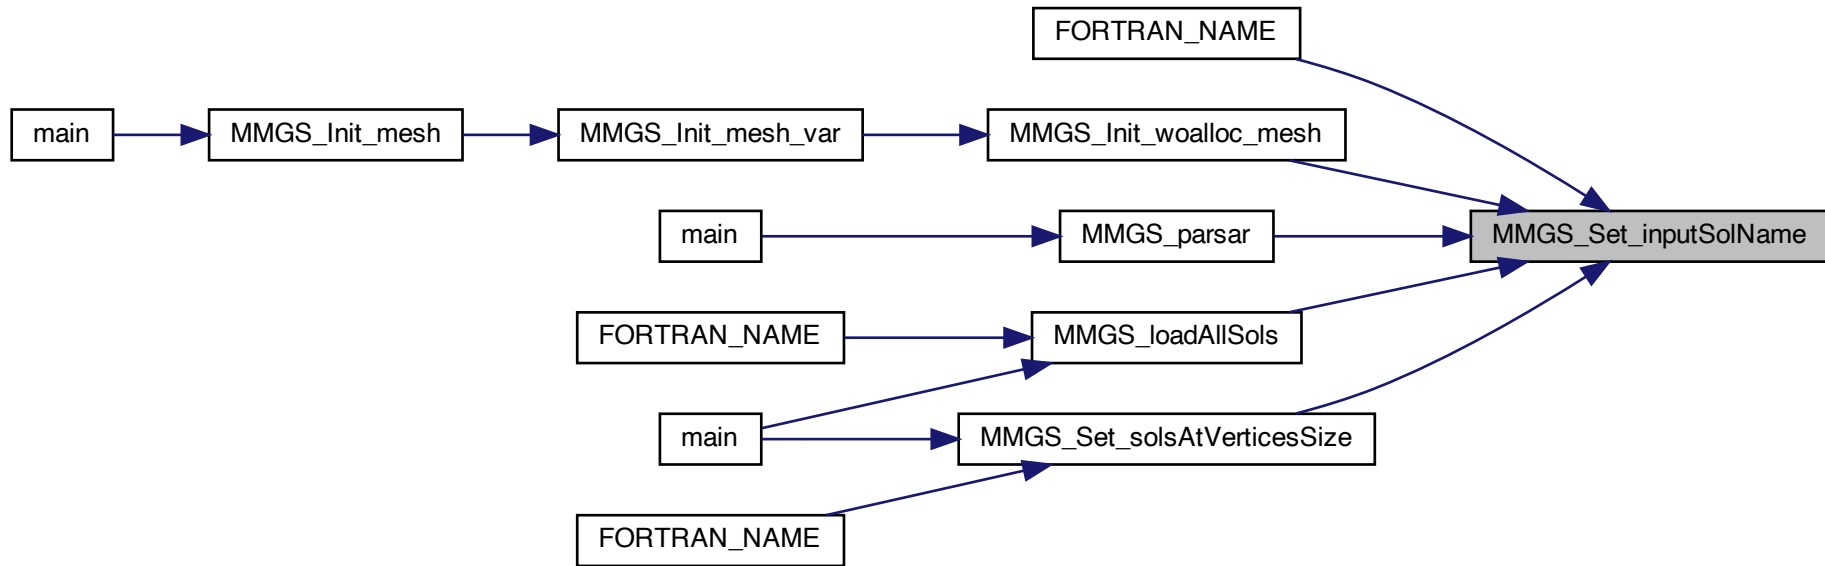 FORTRAN_NAME
main
MMGS_Init_mesh
MMGS_Init_mesh_var
MMGS_Init_woalloc_mesh
main
MMGS_parsar
MMGS_Set_inputSolName
FORTRAN_NAME
MMGS_loadAllSols
main
MMGS_Set_solsAtVerticesSize
FORTRAN_NAME